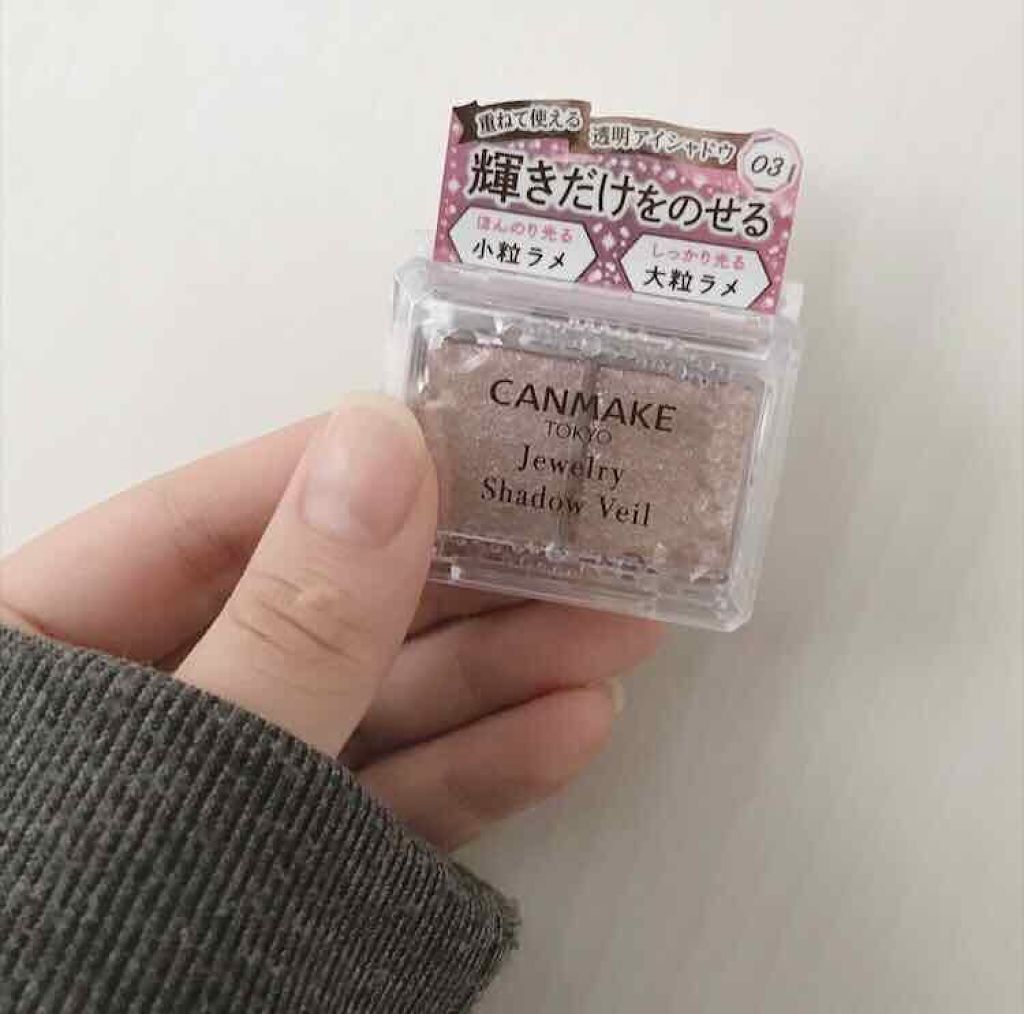 重ねて使える
透明アイシャドウ
03
輝きだけをのせる
ほんのり光る
小粒ラメ
しっかり光る
大粒ラメ
CANMAKE
TOKYO
Jewelry
Shadow Veil